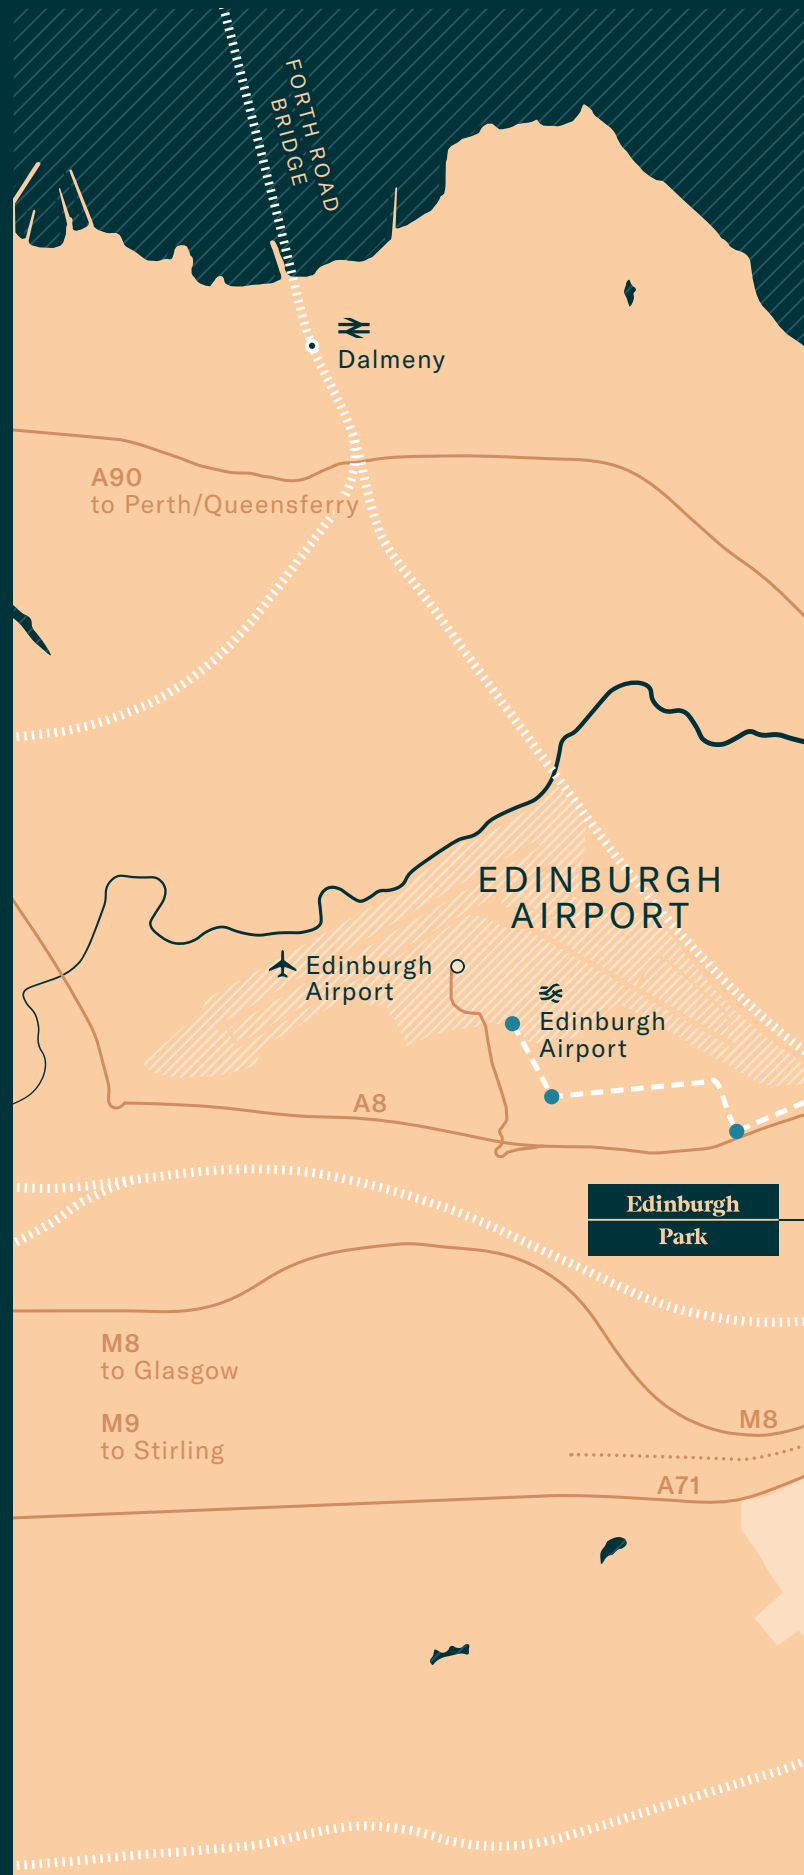 FORTH ROAD
BRIDGE
Dalmeny
A90
to Perth/Queensferry
EDINBURGH
AIRPORT
Edinburgh
Airport
Edinburgh
Airport
A8
Edinburgh
Park
M8
to Glasgow
M9
to Stirling
M8
A71